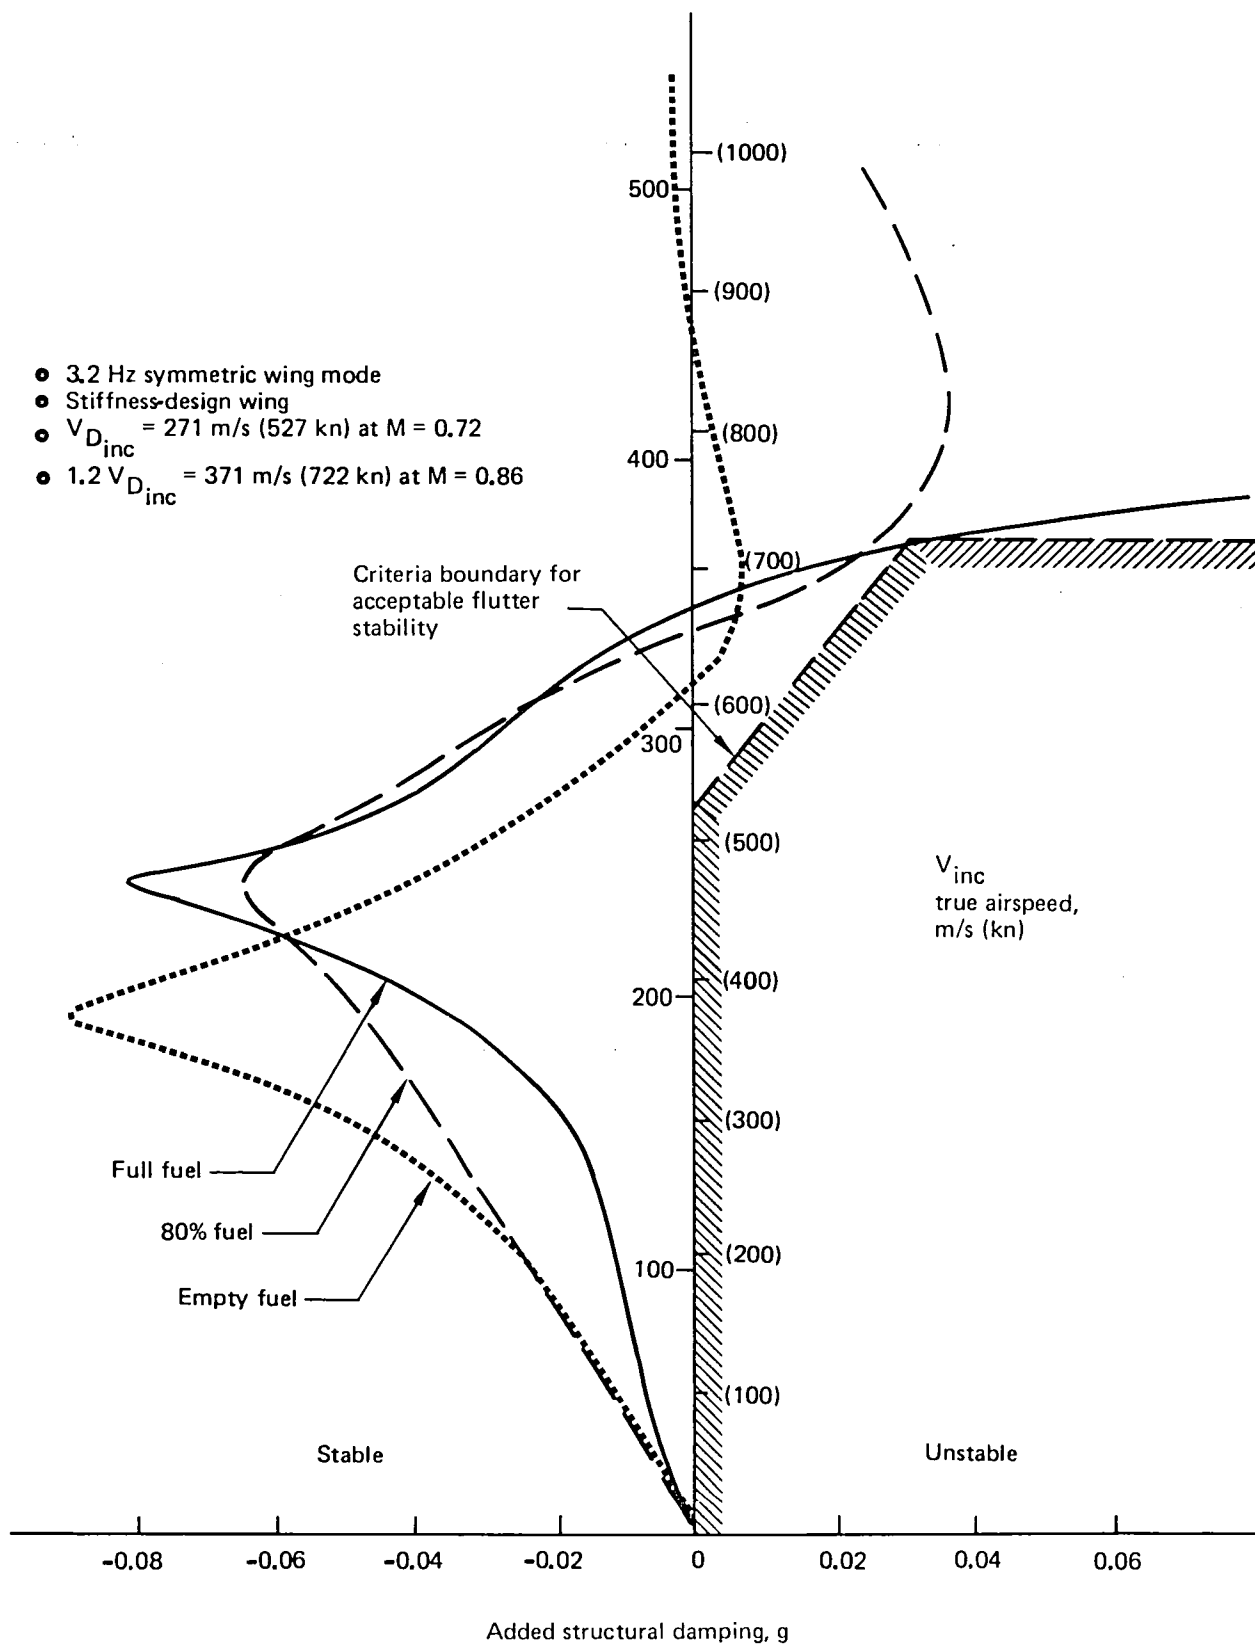 (1000)
500
(900)
• 3.2 Hz symmetric wing mode
• Stiffness-design wing
• VDinc = 271 m/s (527 kn) at M = 0.72
• 1.2 VDinc = 371 m/s (722 kn) at M = 0.86
(800)
400
(700)
Criteria boundary for
acceptable flutter
stability
(600)
300
(500)
Vinc
true airspeed,
m/s (kn)
(400)
200
(300)
Full fuel
80% fuel
Empty fuel
(200)
100
(100)
Stable
Unstable
-0.08 -0.06 -0.04 -0.02 0 0.02 0.04 0.06
Added structural damping, g